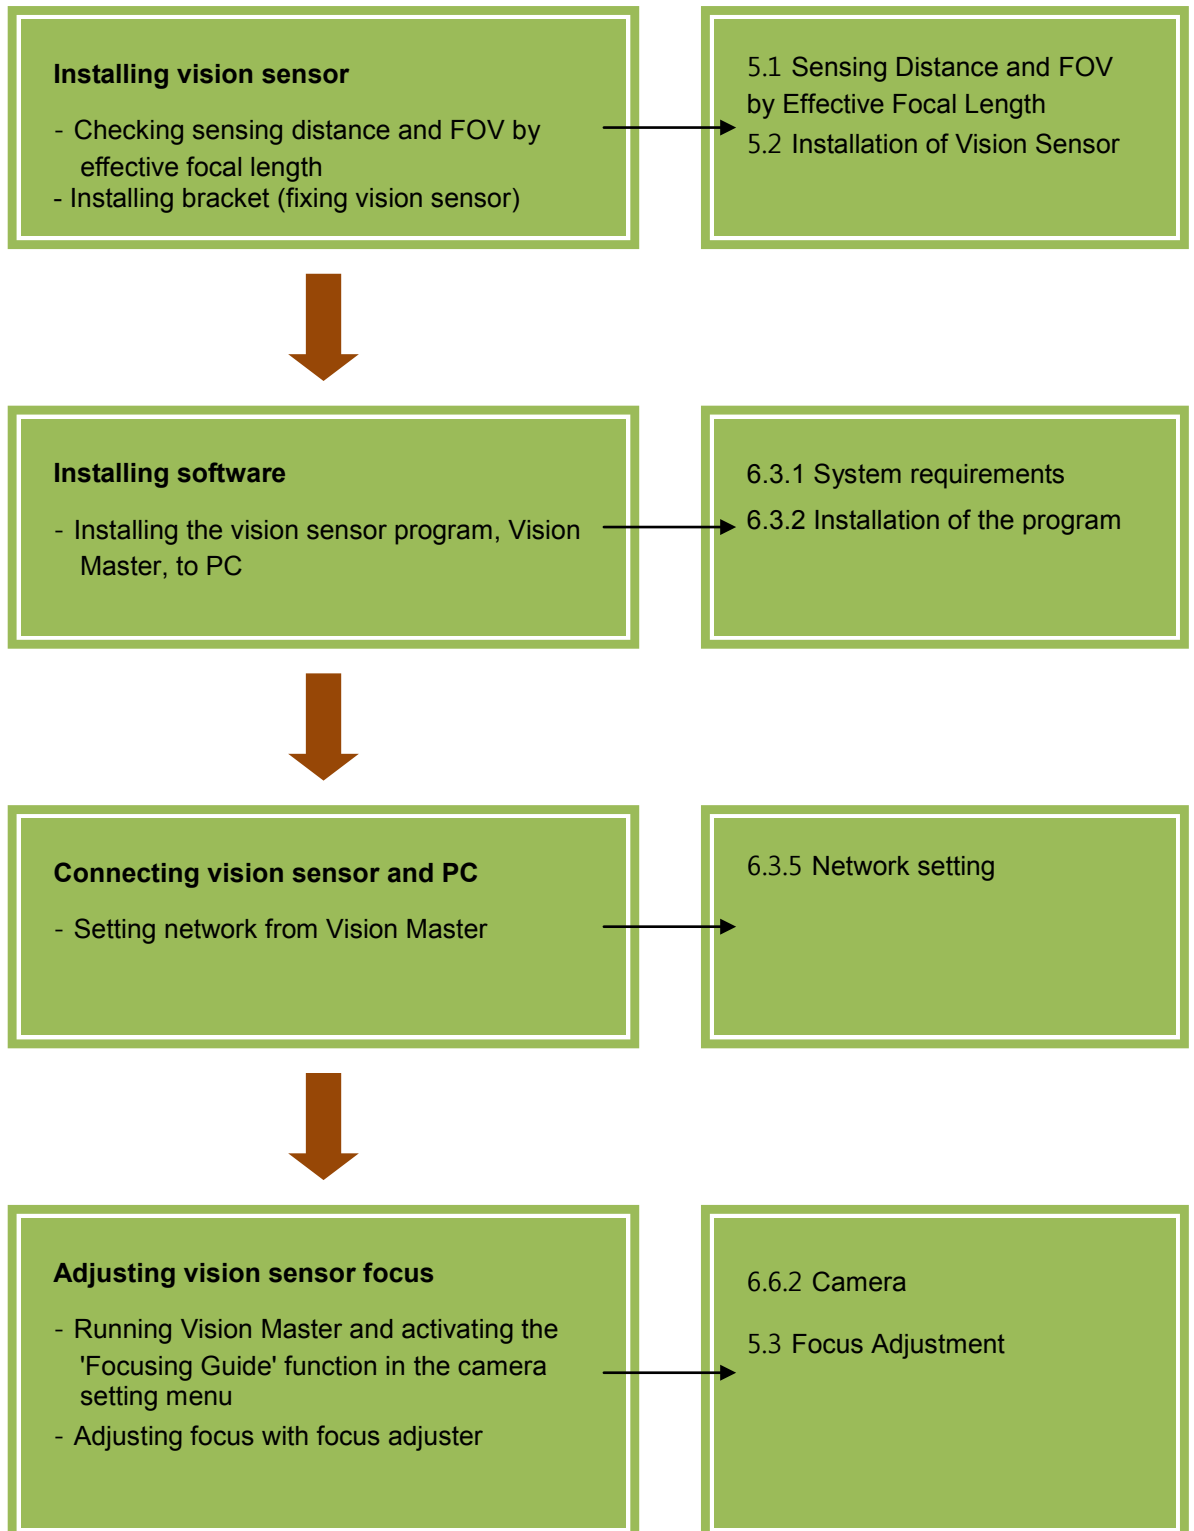 Installing vision sensor
- Checking sensing distance and FOV by
effective focal length
- Installing bracket (fixing vision sensor)
5.1 Sensing Distance and FOV
by Effective Focal Length
5.2 Installation of Vision Sensor
Installing software
- Installing the vision sensor program, Vision
Master, to PC
6.3.1 System requirements
6.3.2 Installation of the program
Connecting vision sensor and PC
- Setting network from Vision Master
6.3.5 Network setting
Adjusting vision sensor focus
- Running Vision Master and activating the
'Focusing Guide' function in the camera
setting menu
- Adjusting focus with focus adjuster
6.6.2 Camera
5.3 Focus Adjustment